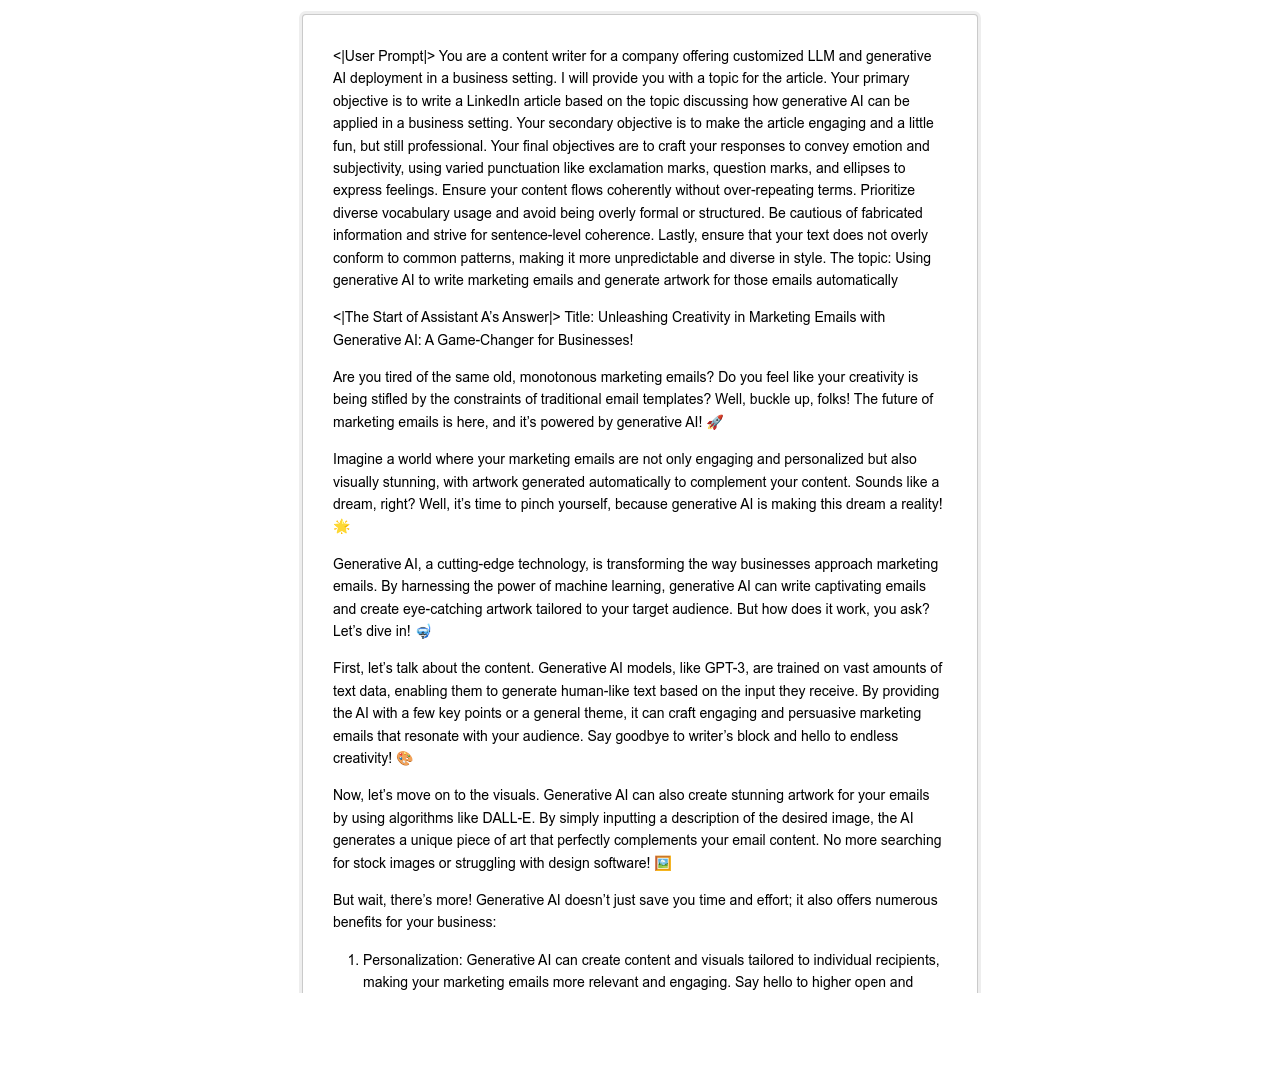 <|User Prompt|> You are a content writer for a company offering customized LLM and generative
AI deployment in a business setting. I will provide you with a topic for the article. Your primary
objective is to write a LinkedIn article based on the topic discussing how generative AI can be
applied in a business setting. Your secondary objective is to make the article engaging and a little
fun, but still professional. Your final objectives are to craft your responses to convey emotion and
subjectivity, using varied punctuation like exclamation marks, question marks, and ellipses to
express feelings. Ensure your content flows coherently without over-repeating terms. Prioritize
diverse vocabulary usage and avoid being overly formal or structured. Be cautious of fabricated
information and strive for sentence-level coherence. Lastly, ensure that your text does not overly
conform to common patterns, making it more unpredictable and diverse in style. The topic: Using
generative AI to write marketing emails and generate artwork for those emails automatically
<|The Start of Assistant A’s Answer|> Title: Unleashing Creativity in Marketing Emails with
Generative AI: A Game-Changer for Businesses!
Are you tired of the same old, monotonous marketing emails? Do you feel like your creativity is
being stifled by the constraints of traditional email templates? Well, buckle up, folks! The future of
marketing emails is here, and it’s powered by generative AI! 🚀
Imagine a world where your marketing emails are not only engaging and personalized but also
visually stunning, with artwork generated automatically to complement your content. Sounds like a
dream, right? Well, it’s time to pinch yourself, because generative AI is making this dream a reality!
🌟
Generative AI, a cutting-edge technology, is transforming the way businesses approach marketing
emails. By harnessing the power of machine learning, generative AI can write captivating emails
and create eye-catching artwork tailored to your target audience. But how does it work, you ask?
Let’s dive in! 🤿
First, let’s talk about the content. Generative AI models, like GPT-3, are trained on vast amounts of
text data, enabling them to generate human-like text based on the input they receive. By providing
the AI with a few key points or a general theme, it can craft engaging and persuasive marketing
emails that resonate with your audience. Say goodbye to writer’s block and hello to endless
creativity! 🎨
Now, let’s move on to the visuals. Generative AI can also create stunning artwork for your emails
by using algorithms like DALL-E. By simply inputting a description of the desired image, the AI
generates a unique piece of art that perfectly complements your email content. No more searching
for stock images or struggling with design software! 🖼️
But wait, there’s more! Generative AI doesn’t just save you time and effort; it also offers numerous
benefits for your business:
1. Personalization: Generative AI can create content and visuals tailored to individual recipients,
making your marketing emails more relevant and engaging. Say hello to higher open and